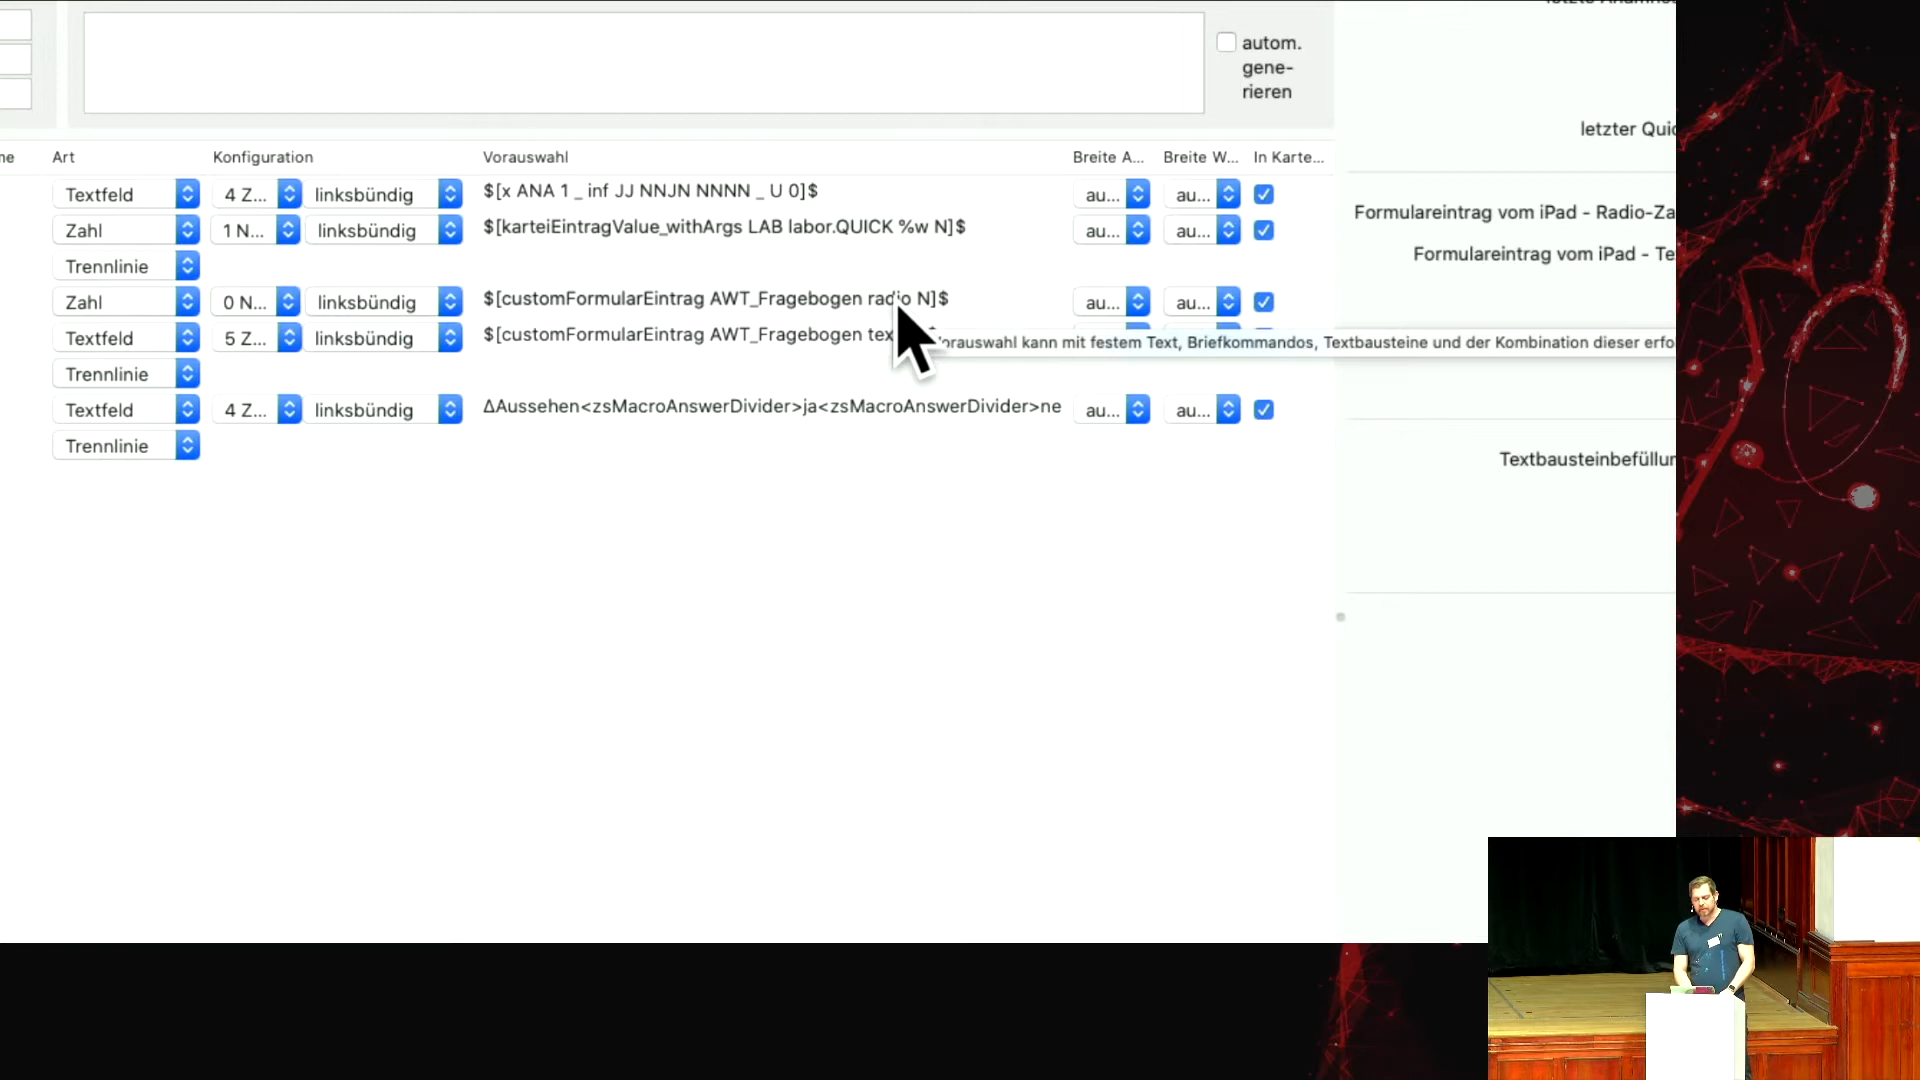 autom.
gene-
rieren
letzter Quic
Art Konfiguration Vorauswahl Breite A... Breite W... In Karte...
Textfeld 4 Z... linksbündig $[x ANA 1 _ inf JJ NNJN NNNN _ U 0]$ au... au...
Zahl 1 N... linksbündig $[karteiEintragValue_withArgs LAB labor.QUICK %w N]$ au... au...
Formulareintrag vom iPad - Radio-Za
Trennlinie
Formulareintrag vom iPad - Te
Zahl 0 N... linksbündig $[customFormularEintrag AWT_Fragebogen radio N]$ au... au...
Textfeld 5 Z... linksbündig $[customFormularEintrag AWT_Fragebogen tex
orauswahl kann mit festem Text, Briefkommandos, Textbausteine und der Kombination dieser erfo
Trennlinie
Textfeld 4 Z... linksbündig ΔAussehen<zsMacroAnswerDivider>ja<zsMacroAnswerDivider>ne au... au...
Trennlinie
Textbausteinbefüllur